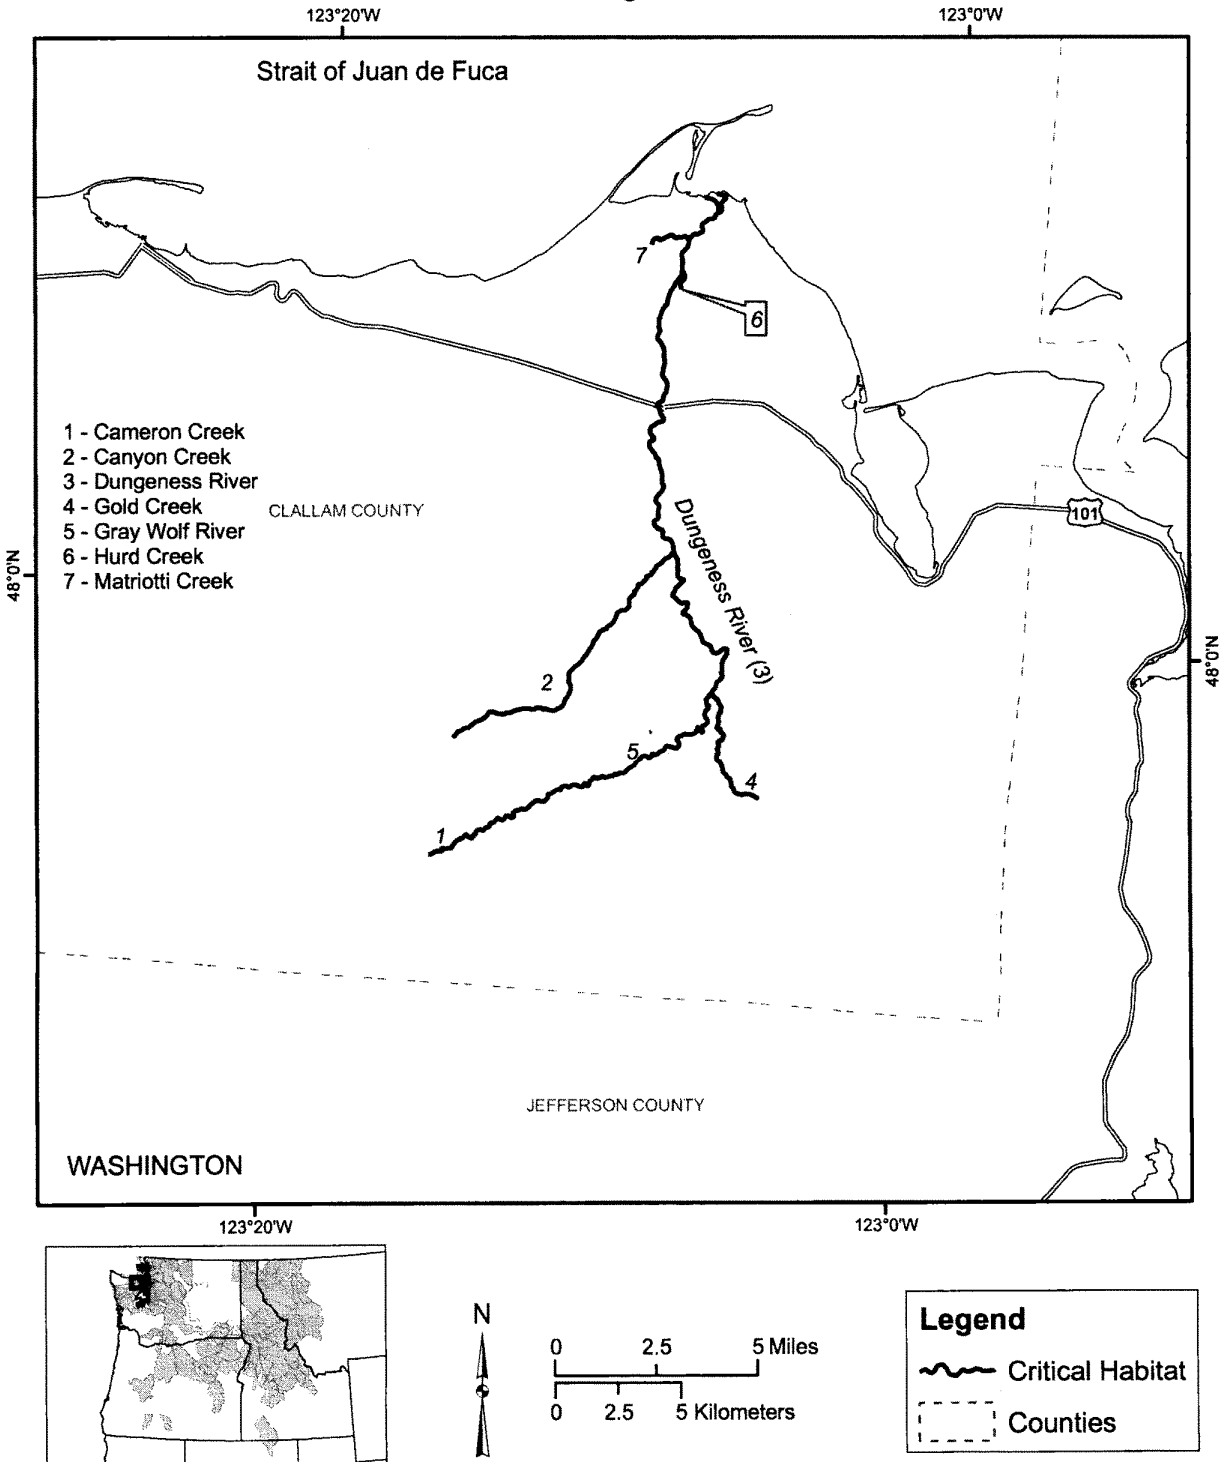 123°20'W
123°0'W
Strait of Juan de Fuca
7
6
1 - Cameron Creek
2 - Canyon Creek
3 - Dungeness River
4 - Gold Creek
5 - Gray Wolf River
6 - Hurd Creek
7 - Matriotti Creek
CLALLAM COUNTY
101
48°0'N
Dungeness River (3)
48°0'N
2
5
4
1
JEFFERSON COUNTY
WASHINGTON
123°20'W
123°0'W
N
0 2.5 5 Miles
0 2.5 5 Kilometers
Legend
Critical Habitat
Counties